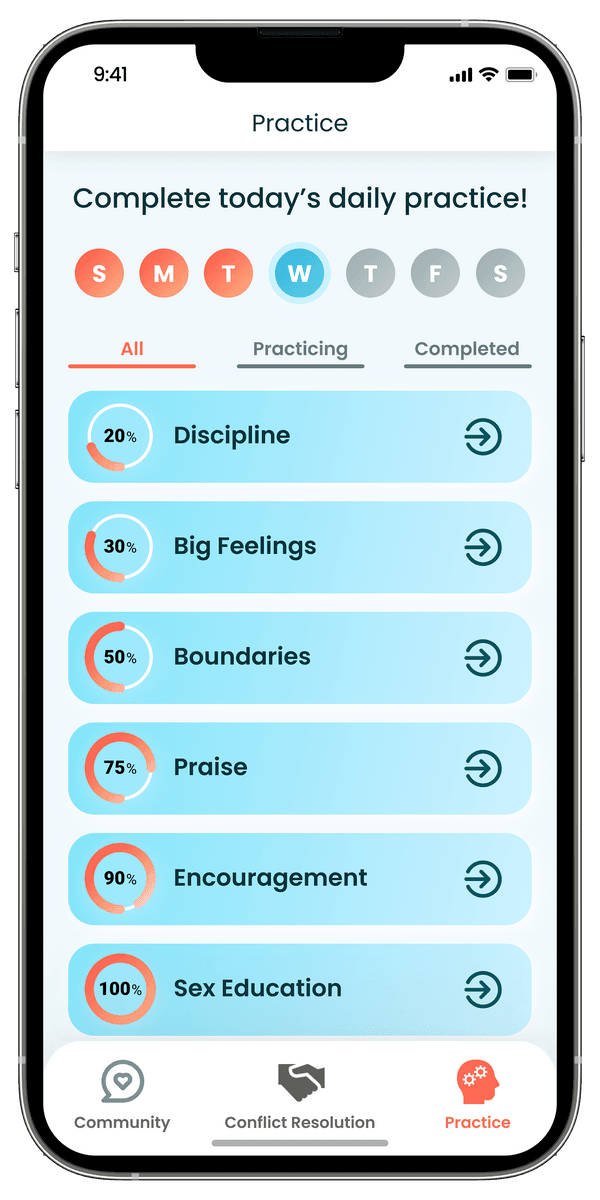 9:41
Practice
Complete today's daily practice!
S M T W T F S
All Practicing Completed
20% Discipline
30% Big Feelings
50% Boundaries
75% Praise
90% Encouragement
100% Sex Education
Community Conflict Resolution Practice